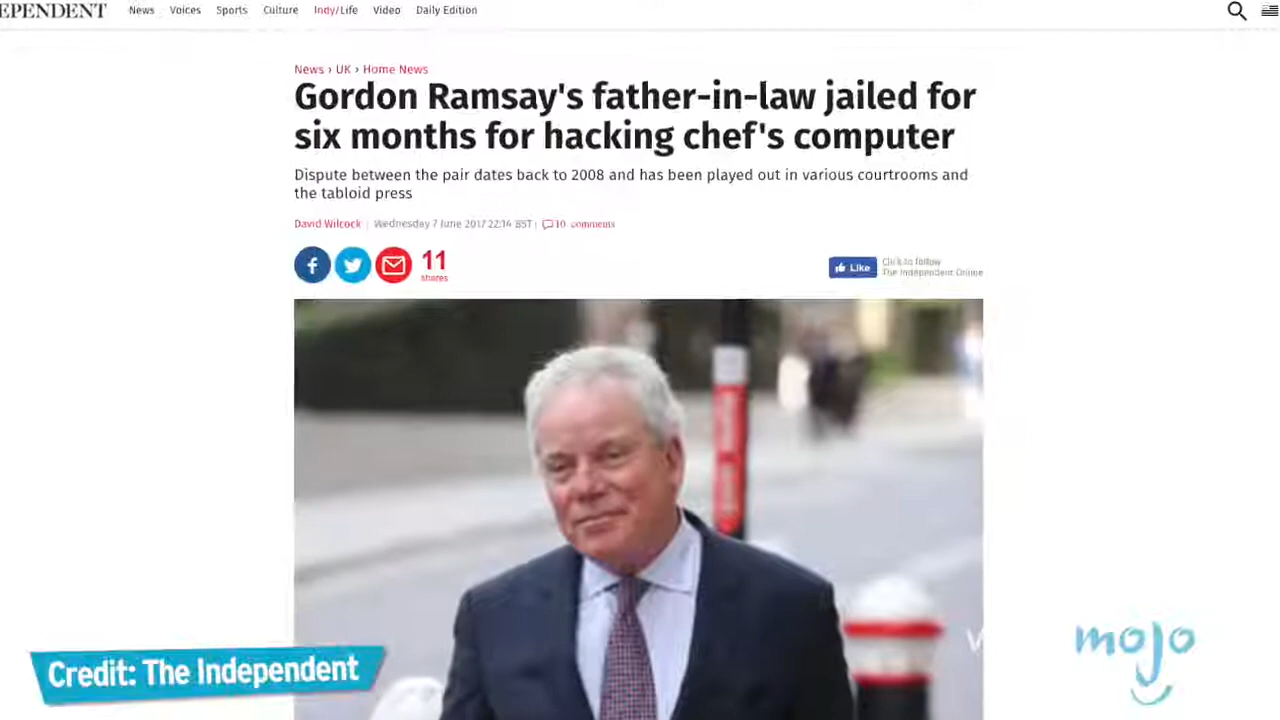 EPENDENT News Voices Sports Culture Indy/Life Video Daily Edition
News › UK › Home News
Gordon Ramsay's father-in-law jailed for
six months for hacking chef's computer
Dispute between the pair dates back to 2008 and has been played out in various courtrooms and
the tabloid press
David Wilcock | Wednesday 7 June 2017 22:14 BST | 10 comments
11
shares
Like
Click to follow
The Independent Online
Credit: The Independent
mojo